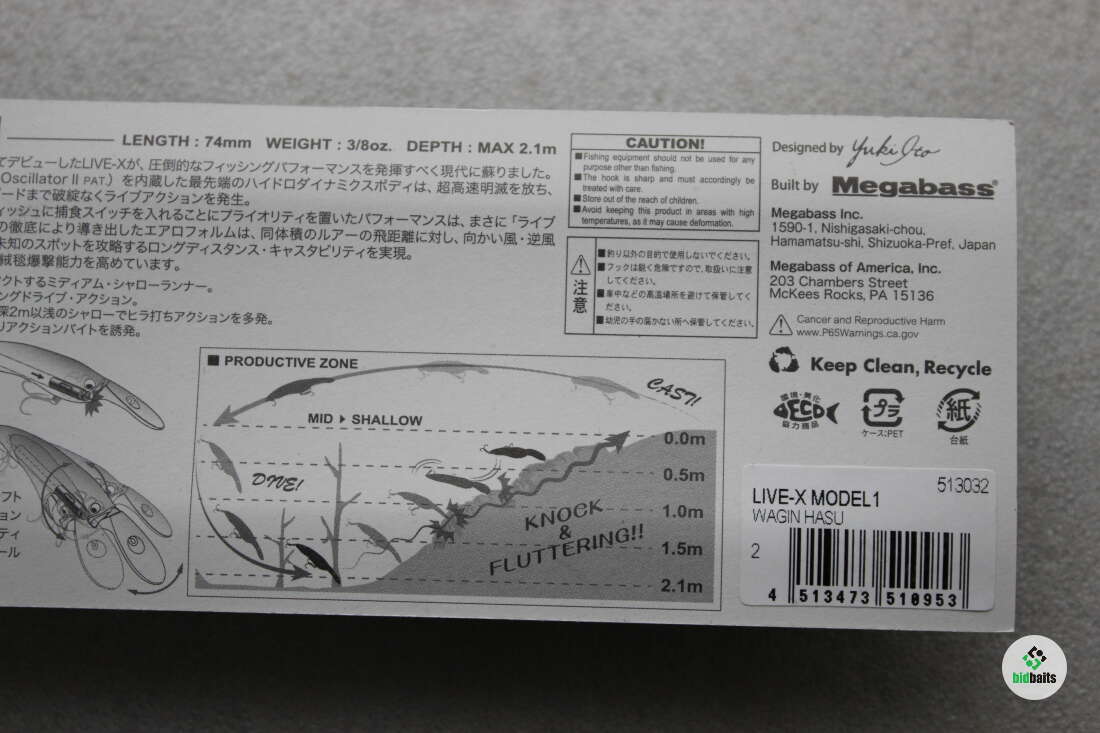 LENGTH : 74mm WEIGHT : 3/8oz. DEPTH : MAX 2.1m
てデビューしたLIVE-Xが、圧倒的なフィッシングパフォーマンスを発揮すべく現代に蘇りました。
Oscillator II PAT.）を内蔵した最先端のハイドロダイナミクスボディは、超高速明滅を放ち、
ードまで破綻なくライブアクションを発生。
ィッシュに捕食スイッチを入れることにプライオリティを置いたパフォーマンスは、まさに「ライブ
の徹底により導き出したエアロフォルムは、同体積のルアーの飛距離に対し、向かい風・逆風
未知のスポットを攻略するロングディスタンス・キャスタビリティを実現。
絨毯爆撃能力を高めています。
クトするミディアム・シャローランナー。
ングドライブ・アクション。
深2m以浅のシャローでヒラ打ちアクションを多発。
リアクションバイトを誘発。
フト
ョン
ティ
ール
CAUTION!
■Fishing equipment should not be used for any
purpose other than fishing.
■The hook is sharp and must accordingly be
treated with care.
■Store out of the reach of children.
■Avoid keeping this product in areas with high
temperatures, as it may cause deformation.
注意
■釣り以外の目的で使用しないでください。
■フックは鋭く危険ですので、取扱いに注意
してください。
■車中などの高温場所を避けて保管してく
ださい。
■幼児の手の届かない所へ保管してください。
■ PRODUCTIVE ZONE
CAST!
MID ▶ SHALLOW
DIVE!
KNOCK
&
FLUTTERING!!
0.0m
0.5m
1.0m
1.5m
2.1m
Designed by Yuki Ito
Built by Megabass®
Megabass Inc.
1590-1, Nishigasaki-chou,
Hamamatsu-shi, Shizuoka-Pref, Japan
Megabass of America, Inc.
203 Chambers Street
McKees Rocks, PA 15136
Cancer and Reproductive Harm
www.P65Warnings.ca.gov
Keep Clean, Recycle
環境・美化
ECO
協力商品
プラ
ケース:PET
紙
台紙
LIVE-X MODEL1 513032
WAGIN HASU
2
4 513473 510953
bidbaits